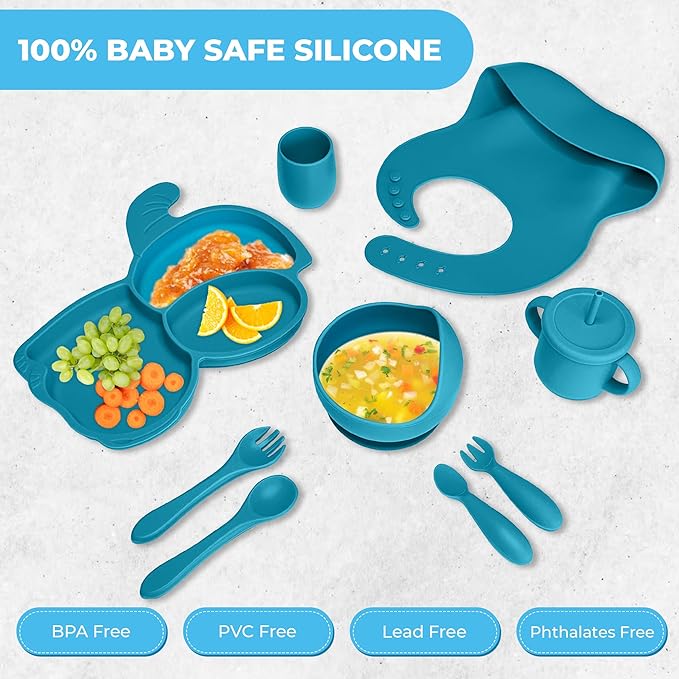 100% BABY SAFE SILICONE
BPA Free
PVC Free
Lead Free
Phthalates Free